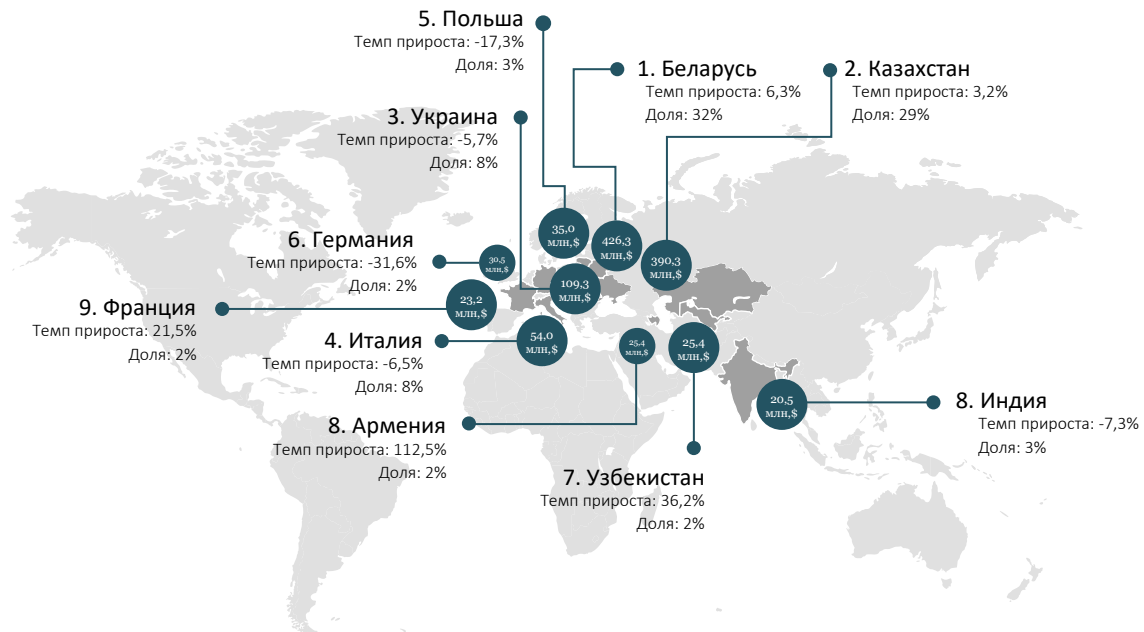 5. Польша
Темп прироста: -17,3%
Доля: 3%
1. Беларусь
Темп прироста: 6,3%
Доля: 32%
2. Казахстан
Темп прироста: 3,2%
Доля: 29%
3. Украина
Темп прироста: -5,7%
Доля: 8%
35,0
млн,$
426,3
млн,$
390,3
млн,$
6. Германия
Темп прироста: -31,6%
Доля: 2%
30,5
млн,$
109,3
млн,$
9. Франция
Темп прироста: 21,5%
Доля: 2%
23,2
млн,$
4. Италия
Темп прироста: -6,5%
Доля: 8%
54,0
млн,$
25,4
млн,$
25,4
млн,$
20,5
млн,$
8. Индия
Темп прироста: -7,3%
Доля: 3%
8. Армения
Темп прироста: 112,5%
Доля: 2%
7. Узбекистан
Темп прироста: 36,2%
Доля: 2%